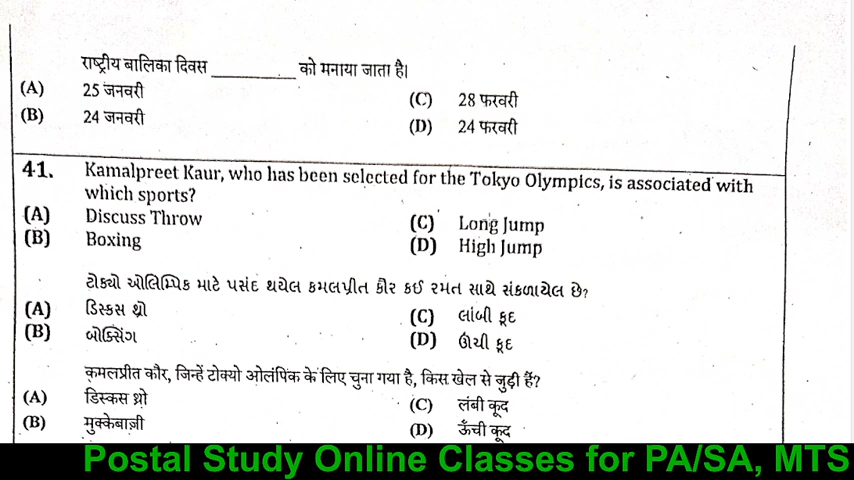 राष्ट्रीय बालिका दिवस __________ को मनाया जाता है।
(A) 25 जनवरी (C) 28 फरवरी
(B) 24 जनवरी (D) 24 फरवरी
41. Kamalpreet Kaur, who has been selected for the Tokyo Olympics, is associated with
which sports?
(A) Discuss Throw (C) Long Jump
(B) Boxing (D) High Jump
ટોક્યો ઓલિમ્પિક માટે પસંદ થયેલ કમલપ્રીત કૌર કઈ રમત સાથે સંકળાયેલ છે?
(A) ડિસ્કસ થ્રો (C) લાંબી કૂદ
(B) બોક્સિંગ (D) ઊંચી કૂદ
कमलप्रीत कौर, जिन्हें टोक्यो ओलंपिक के लिए चुना गया है, किस खेल से जुड़ी हैं?
(A) डिस्कस थ्रो (C) लंबी कूद
(B) मुक्केबाज़ी (D) ऊँची कूद
Postal Study Online Classes for PA/SA, MTS